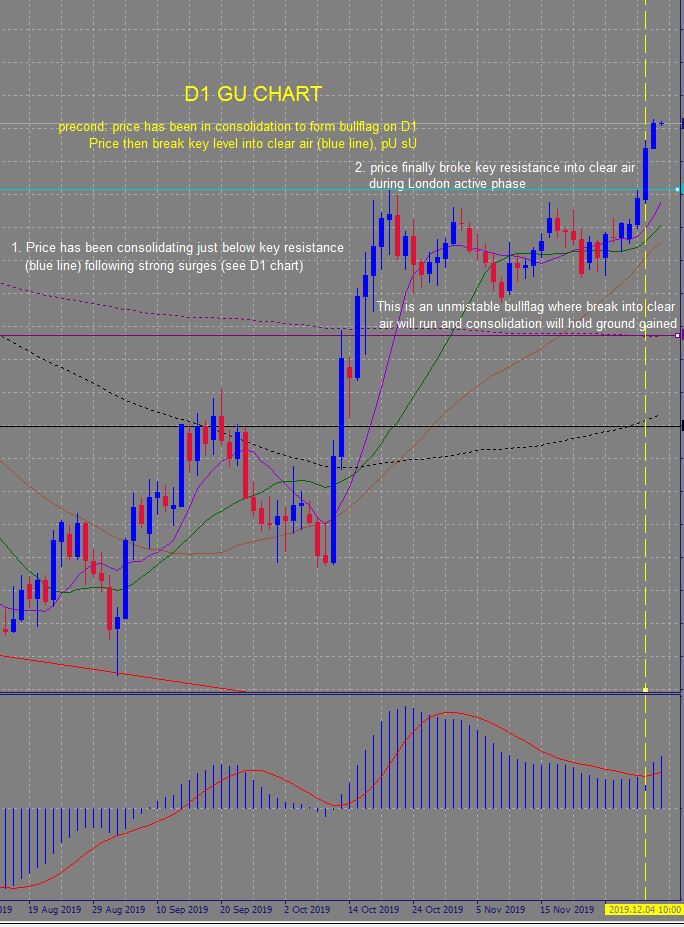 D1 GU CHART
precond: price has been in consolidation to form bullflag on D1
Price then break key level into clear air (blue line), pU sU
2. price finally broke key resistance into clear air
during London active phase
1. Price has been consolidating just below key resistance
(blue line) following strong surges (see D1 chart)
This is an unmistable bullflag where break into clear
air will run and consolidation will hold ground gained
019 19 Aug 2019 29 Aug 2019 10 Sep 2019 20 Sep 2019 2 Oct 2019 14 Oct 2019 24 Oct 2019 5 Nov 2019 15 Nov 2019 2019.12.04 10:00